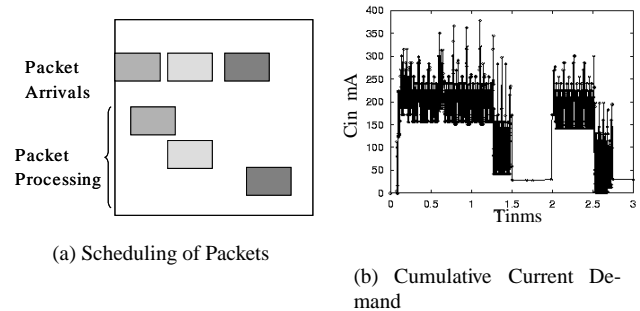 Packet
Arrivals
Packet
Processing
(a) Scheduling of Packets
(b)
400
350
300
250
200
150
100
50
0
Cin mA
0 0.5 1 1.5 2 2.5 3
Tinms
(b) Cumulative Current De-
mand